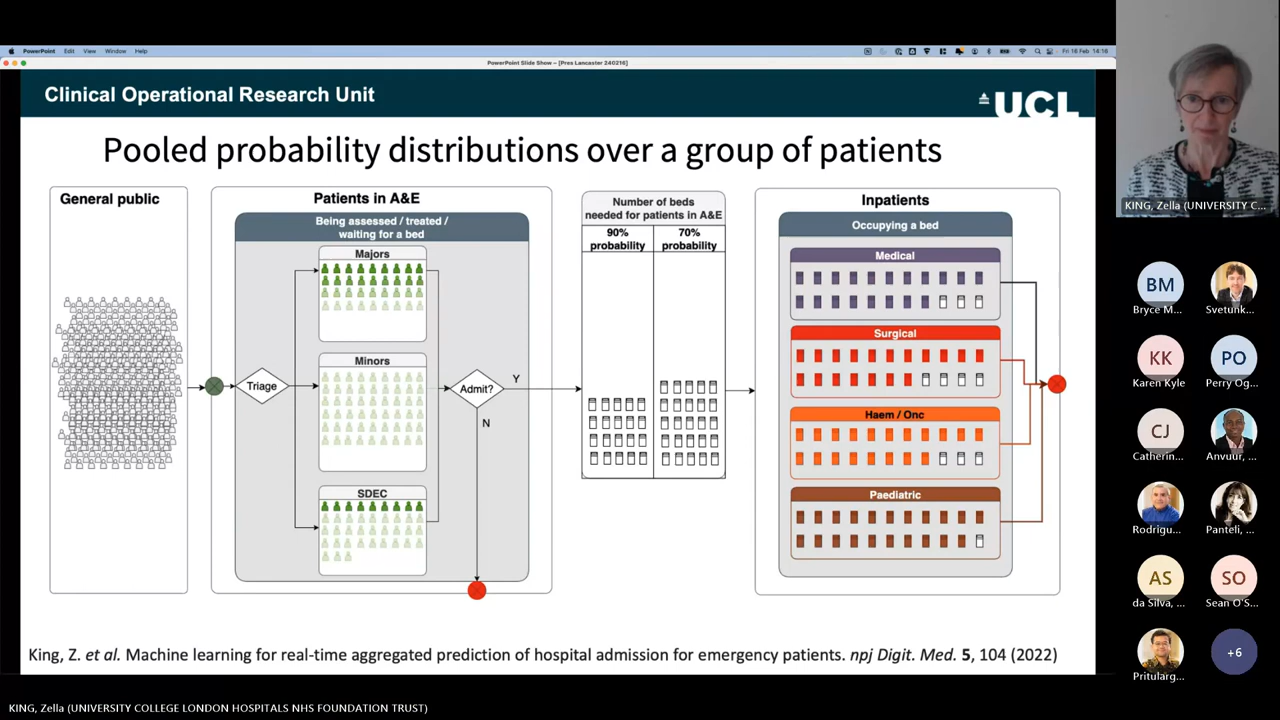 PowerPoint Edit View Window Help
Fri 16 Feb 14:16
PowerPoint Slide Show – [Pres Lancaster 240216]
Clinical Operational Research Unit
UCL
Pooled probability distributions over a group of patients
General public
Patients in A&E
Being assessed / treated /
waiting for a bed
Majors
Minors
SDEC
Triage
Admit?
Y
N
Number of beds
needed for patients in A&E
90%
probability
70%
probability
Inpatients
Occupying a bed
Medical
Surgical
Haem / Onc
Paediatric
King, Z. et al. Machine learning for real-time aggregated prediction of hospital admission for emergency patients. npj Digit. Med. 5, 104 (2022)
KING, Zella (UNIVERSITY C...
BM
Bryce M...
Svetunk...
KK
Karen Kyle
PO
Perry Og...
CJ
Catherin...
Anvuur, ...
Rodrigu...
Panteli, ...
AS
da Silva, ...
SO
Sean O'S...
Pritularg...
+6
KING, Zella (UNIVERSITY COLLEGE LONDON HOSPITALS NHS FOUNDATION TRUST)